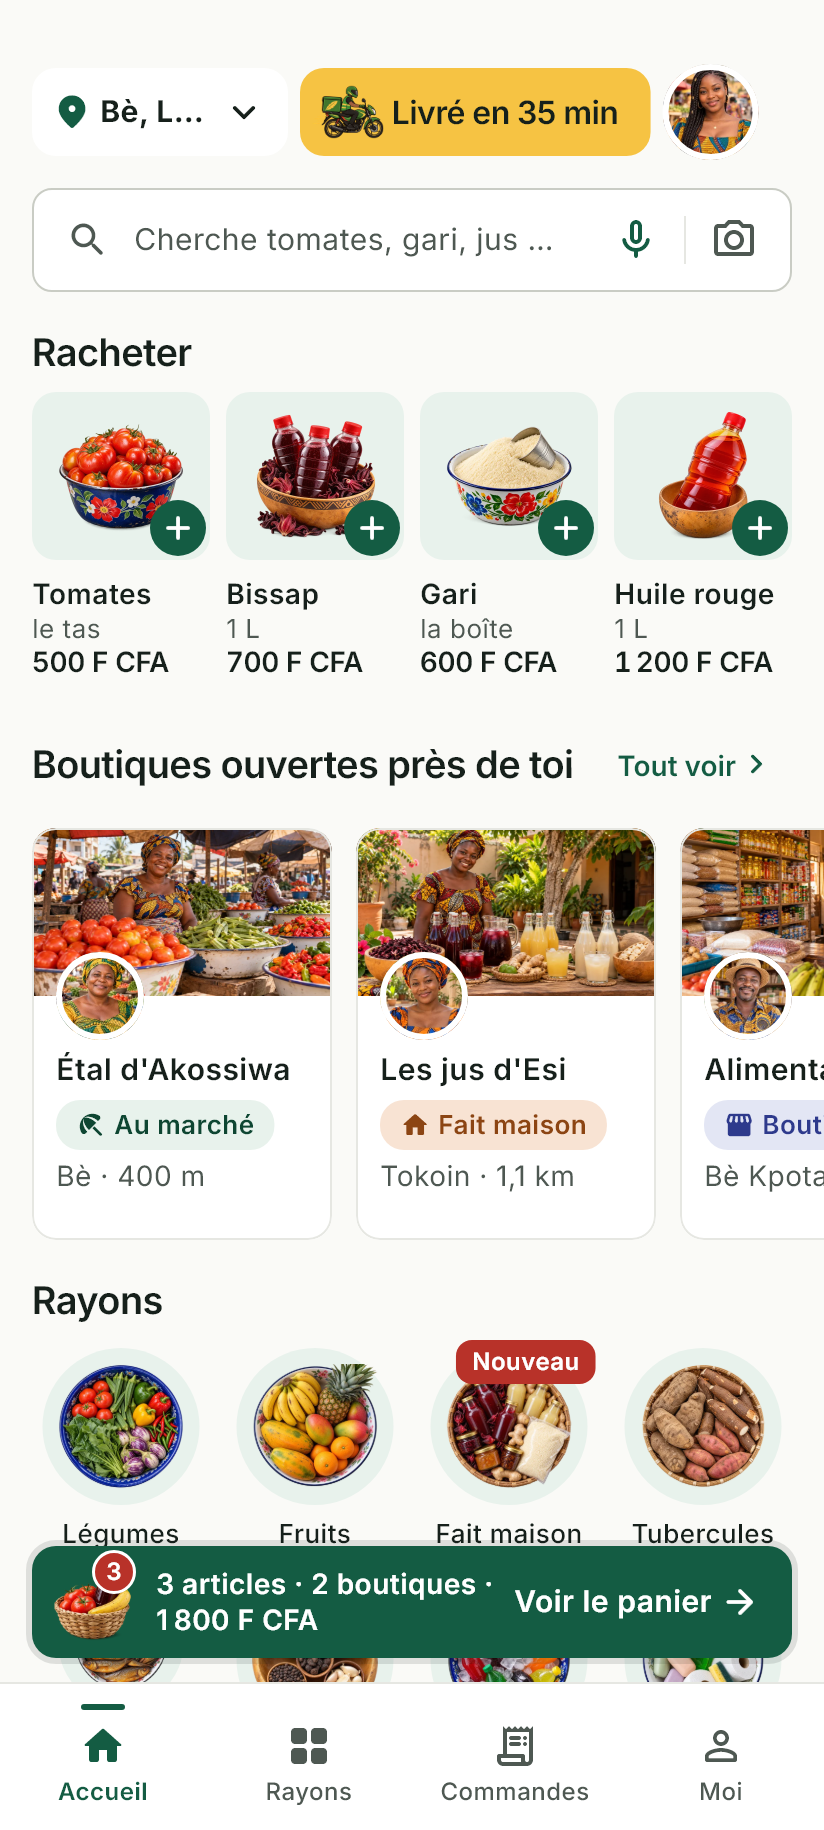 Bè, L...
Livré en 35 min
Cherche tomates, gari, jus ...
Racheter
Tomates
le tas
500 F CFA
Bissap
1 L
700 F CFA
Gari
la boîte
600 F CFA
Huile rouge
1 L
1 200 F CFA
Boutiques ouvertes près de toi
Tout voir
Étal d'Akossiwa
Au marché
Bè · 400 m
Les jus d'Esi
Fait maison
Tokoin · 1,1 km
Alimenta
Bouti
Bè Kpota
Rayons
Nouveau
Légumes
Fruits
Fait maison
Tubercules
3
3 articles · 2 boutiques ·
1 800 F CFA
Voir le panier
Accueil
Rayons
Commandes
Moi